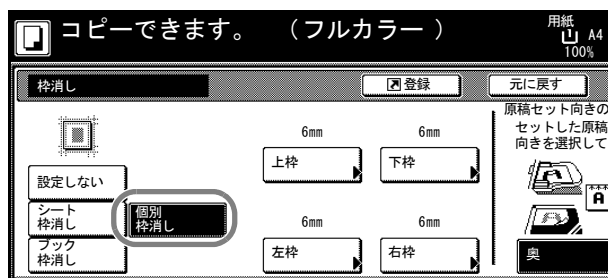 コピーできます。 （フルカラー ）
用紙
A4
100%
枠消し
登録
元に戻す
原稿セット向きの
セットした原稿
向きを選択して
6mm
6mm
上枠
下枠
設定しない
シート
枠消し
個別
枠消し
6mm
6mm
ブック
枠消し
左枠
右枠
A
奥